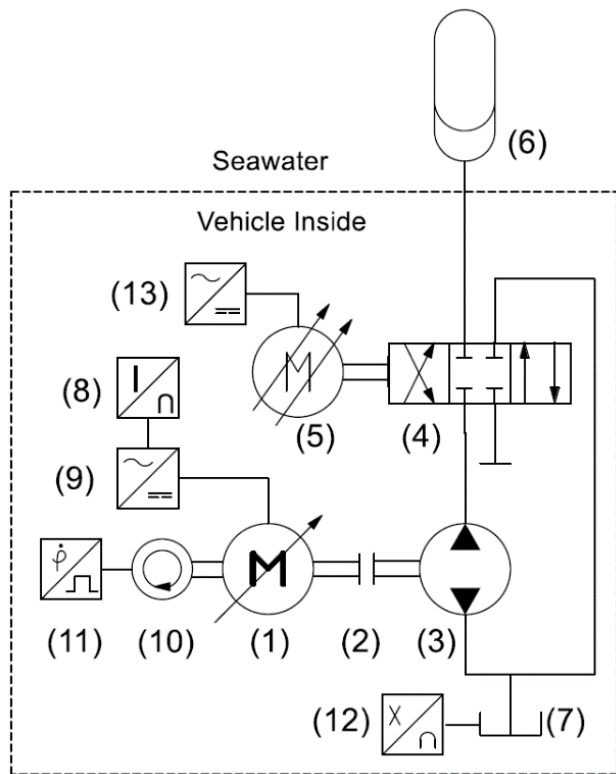 (6)
Seawater
Vehicle Inside
(13)
M
(8)
I
∩
(5)
(4)
(9)
φ̇
M
(11)
(10)
(1)
(2)
(3)
(12)
X
∩
(7)